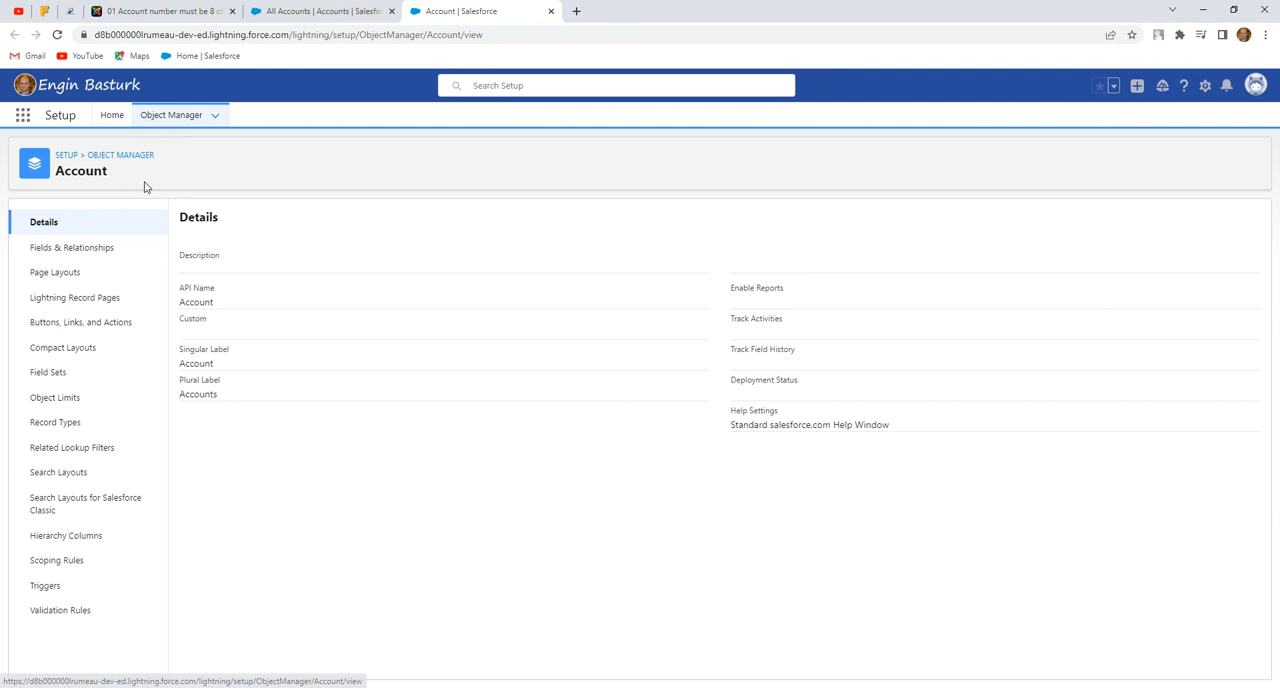 01 Account number must be 8 c
All Accounts | Accounts | Salesfo
Account | Salesforce
d8b000000lrumeau-dev-ed.lightning.force.com/lightning/setup/ObjectManager/Account/view
Gmail
YouTube
Maps
Home | Salesforce
Engin Basturk
Search Setup
Setup
Home
Object Manager
SETUP > OBJECT MANAGER
Account
Details
Fields & Relationships
Page Layouts
Lightning Record Pages
Buttons, Links, and Actions
Compact Layouts
Field Sets
Object Limits
Record Types
Related Lookup Filters
Search Layouts
Search Layouts for Salesforce
Classic
Hierarchy Columns
Scoping Rules
Triggers
Validation Rules
Details
Description
API Name
Account
Custom
Singular Label
Account
Plural Label
Accounts
Enable Reports
Track Activities
Track Field History
Deployment Status
Help Settings
Standard salesforce.com Help Window
https://d8b000000lrumeau-dev-ed.lightning.force.com/lightning/setup/ObjectManager/Account/view